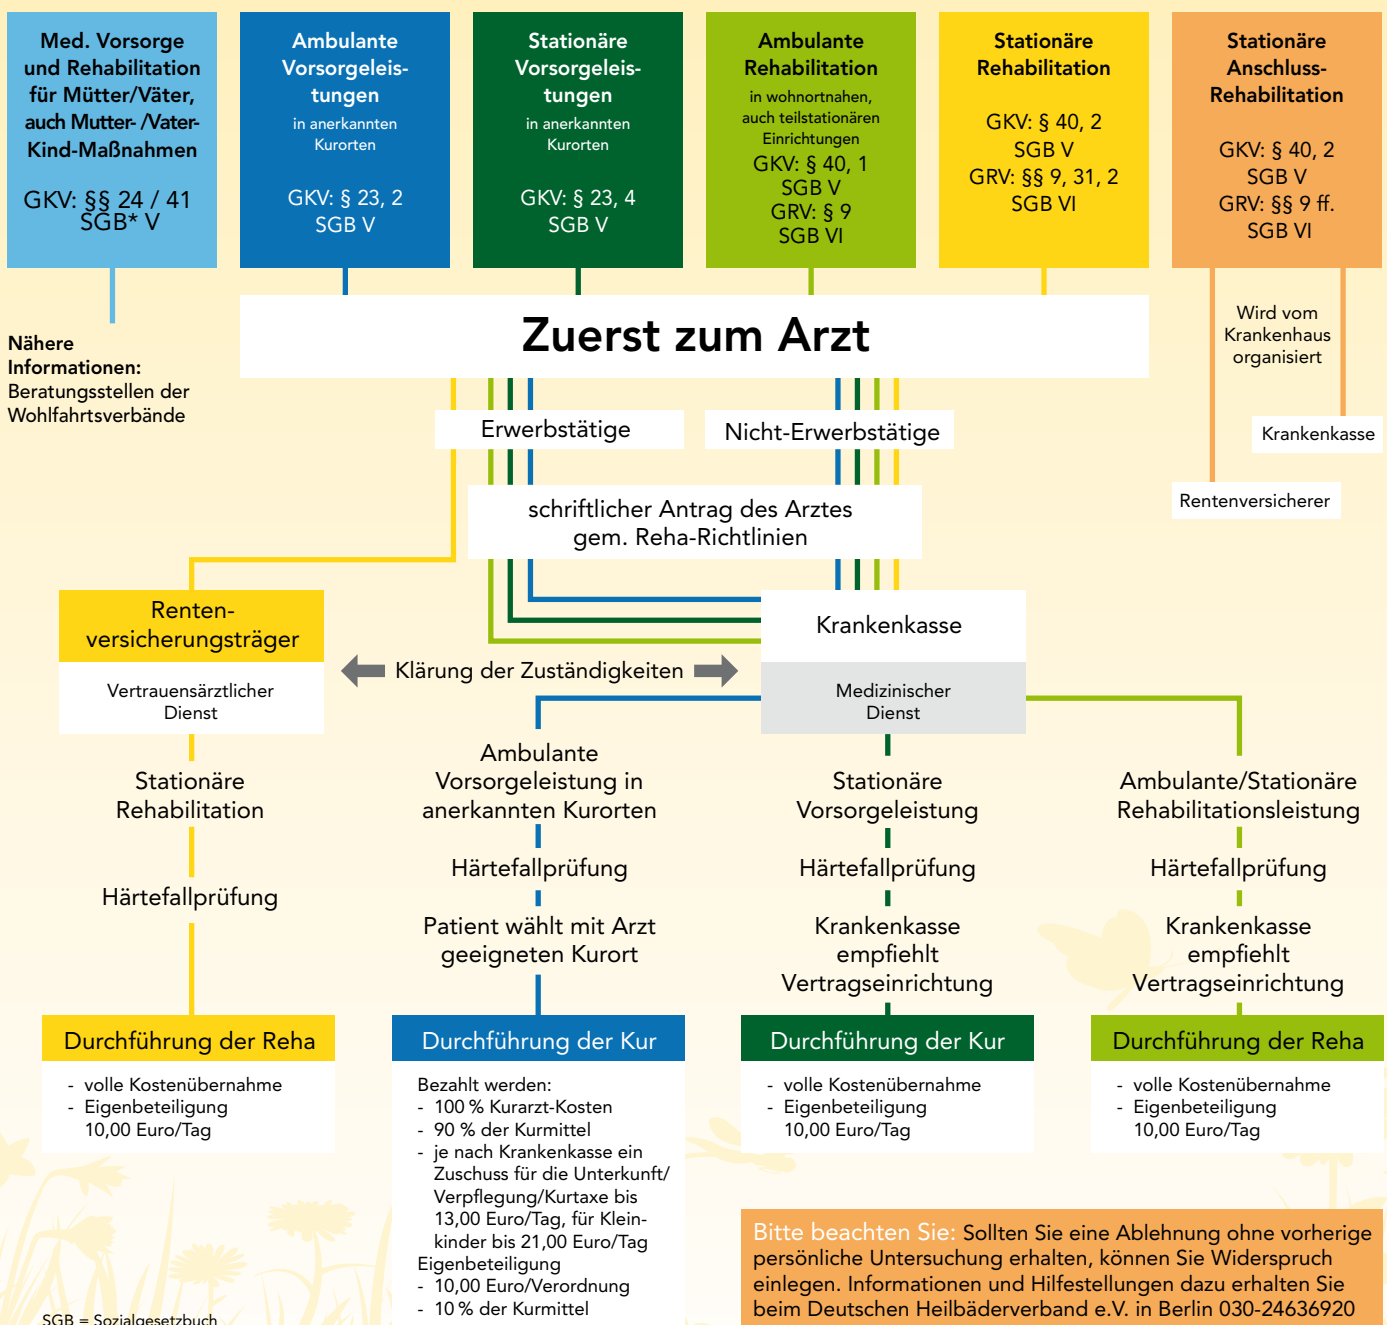 Med. Vorsorge
und Rehabilitation
für Mütter/Väter,
auch Mutter- /Vater-
Kind-Maßnahmen
GKV: §§ 24 / 41
SGB* V
Ambulante
Vorsorgeleis-
tungen
in anerkannten
Kurorten
GKV: § 23, 2
SGB V
Stationäre
Vorsorgeleis-
tungen
in anerkannten
Kurorten
GKV: § 23, 4
SGB V
Ambulante
Rehabilitation
in wohnortnahen,
auch teilstationären
Einrichtungen
GKV: § 40, 1
SGB V
GRV: § 9
SGB VI
Stationäre
Rehabilitation
GKV: § 40, 2
SGB V
GRV: §§ 9, 31, 2
SGB VI
Stationäre
Anschluss-
Rehabilitation
GKV: § 40, 2
SGB V
GRV: §§ 9 ff.
SGB VI
Nähere
Informationen:
Beratungsstellen der
Wohlfahrtsverbände
Zuerst zum Arzt
Wird vom
Krankenhaus
organisiert
Krankenkasse
Rentenversicherer
Erwerbstätige
Nicht-Erwerbstätige
schriftlicher Antrag des Arztes
gem. Reha-Richtlinien
Renten-
versicherungsträger
Vertrauensärztlicher
Dienst
Klärung der Zuständigkeiten
Krankenkasse
Medizinischer
Dienst
Stationäre
Rehabilitation
Härtefallprüfung
Durchführung der Reha
- volle Kostenübernahme
- Eigenbeteiligung
10,00 Euro/Tag
Ambulante
Vorsorgeleistung in
anerkannten Kurorten
Härtefallprüfung
Patient wählt mit Arzt
geeigneten Kurort
Durchführung der Kur
Bezahlt werden:
- 100 % Kurarzt-Kosten
- 90 % der Kurmittel
- je nach Krankenkasse ein
Zuschuss für die Unterkunft/
Verpflegung/Kurtaxe bis
13,00 Euro/Tag, für Klein-
kinder bis 21,00 Euro/Tag
Eigenbeteiligung
- 10,00 Euro/Verordnung
- 10 % der Kurmittel
Stationäre
Vorsorgeleistung
Härtefallprüfung
Krankenkasse
empfiehlt
Vertragseinrichtung
Durchführung der Kur
- volle Kostenübernahme
- Eigenbeteiligung
10,00 Euro/Tag
Ambulante/Stationäre
Rehabilitationsleistung
Härtefallprüfung
Krankenkasse
empfiehlt
Vertragseinrichtung
Durchführung der Reha
- volle Kostenübernahme
- Eigenbeteiligung
10,00 Euro/Tag
Bitte beachten Sie: Sollten Sie eine Ablehnung ohne vorherige
persönliche Untersuchung erhalten, können Sie Widerspruch
einlegen. Informationen und Hilfestellungen dazu erhalten Sie
beim Deutschen Heilbäderverband e.V. in Berlin 030-24636920
SGB = Sozialgesetzbuch